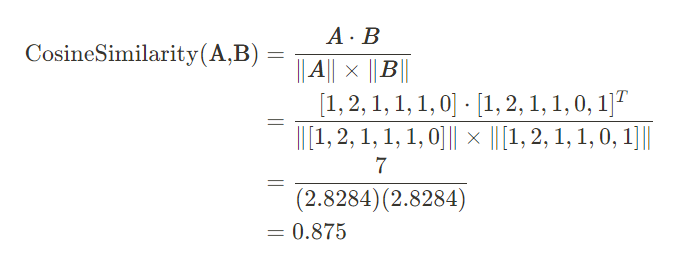 CosineSimilarity(A,B) = A · B / ‖A‖ × ‖B‖
= [1, 2, 1, 1, 1, 0] · [1, 2, 1, 1, 0, 1]ᵀ / ‖[1, 2, 1, 1, 1, 0]‖ × ‖[1, 2, 1, 1, 0, 1]‖
= 7 / (2.8284)(2.8284)
= 0.875